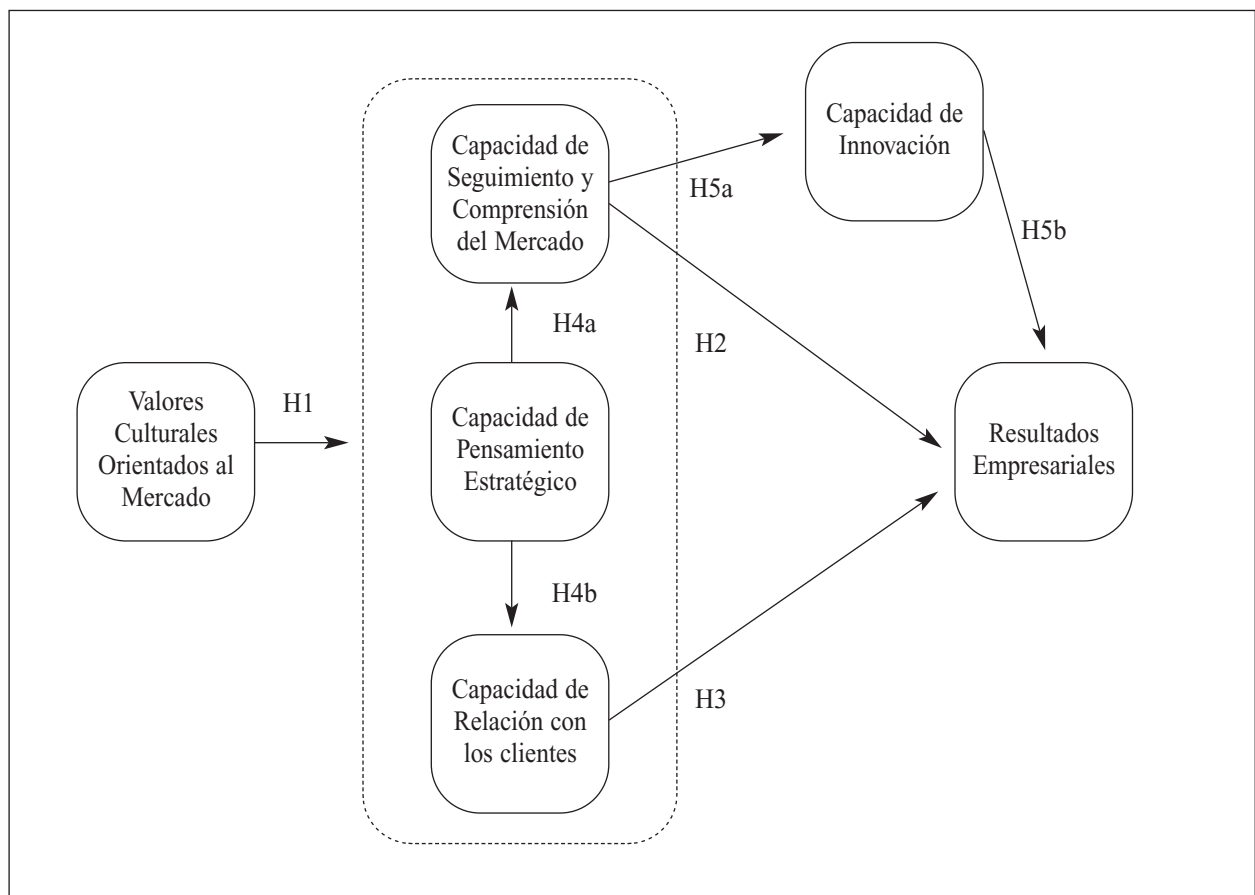 Capacidad de
Innovación
Capacidad de
Seguimiento y
Comprensión
del Mercado
H5a
H5b
H4a
H2
Valores
Culturales
Orientados al
Mercado
H1
Capacidad de
Pensamiento
Estratégico
Resultados
Empresariales
H4b
Capacidad de
Relación con
los clientes
H3